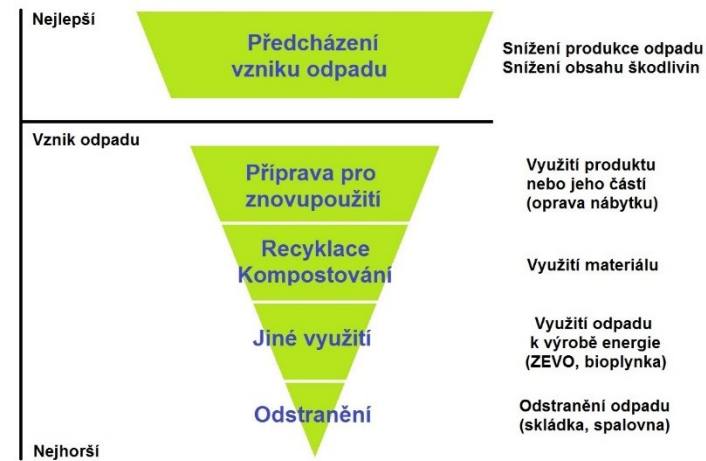 Nejlepší
Předcházení
vzniku odpadu
Snížení produkce odpadu
Snížení obsahu škodlivin
Vznik odpadu
Příprava pro
znovupoužití
Využití produktu
nebo jeho částí
(oprava nábytku)
Recyklace
Kompostování
Využití materiálu
Jiné využití
Využití odpadu
k výrobě energie
(ZEVO, bioplynka)
Odstranění
Odstranění odpadu
(skládka, spalovna)
Nejhorší